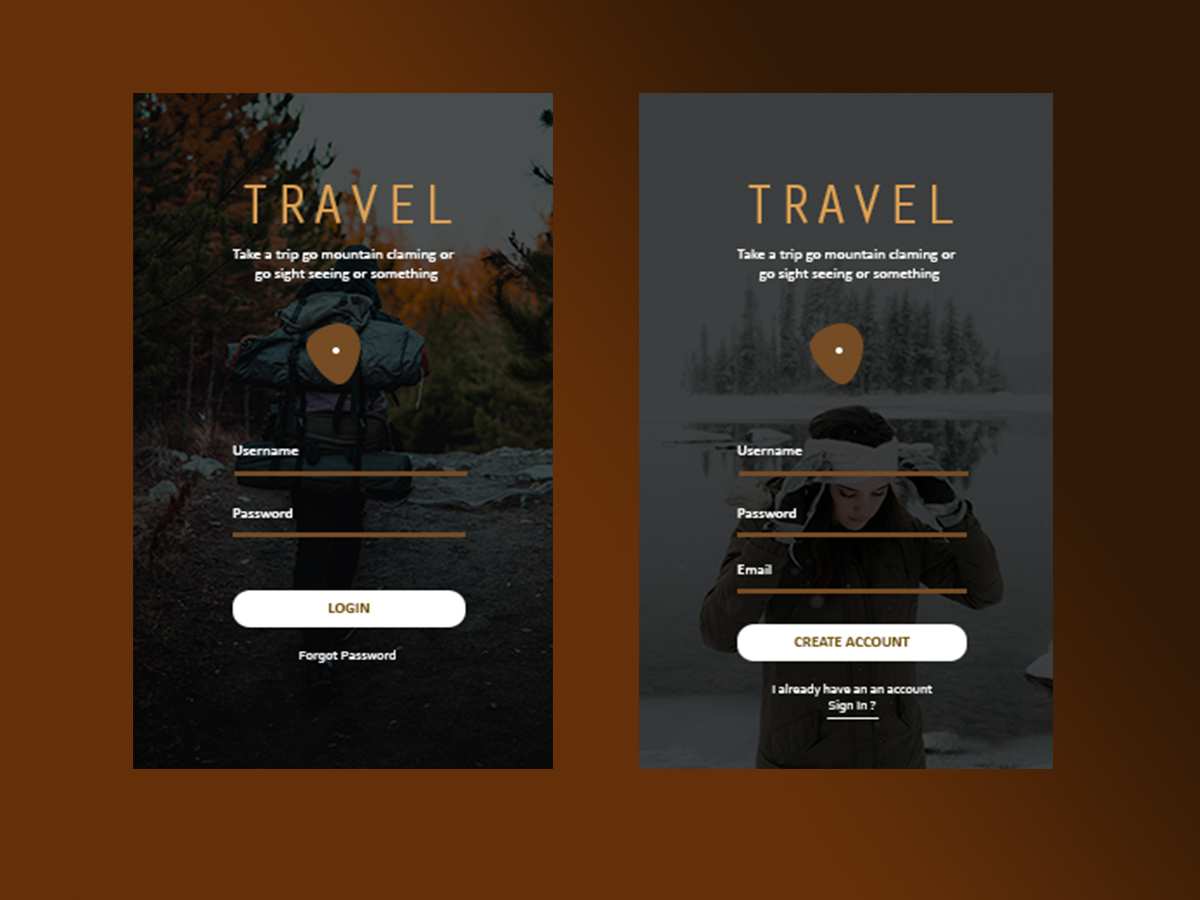 TRAVEL
Take a trip go mountain claming or
go sight seeing or something
Username
Password
LOGIN
Forgot Password
TRAVEL
Take a trip go mountain claming or
go sight seeing or something
Username
Password
Email
CREATE ACCOUNT
I already have an an account
Sign In ?